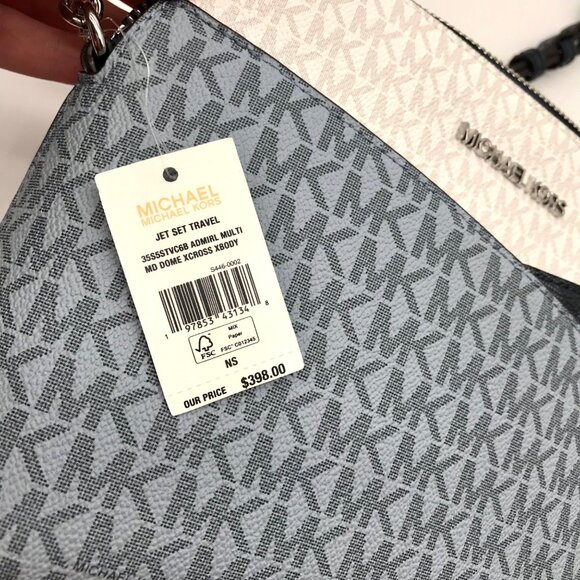 MICHAEL
MICHAEL KORS
JET SET TRAVEL
35S5STVC6B ADMIRL MULTI
MD DOME XCROSS XBODY
S446-0002
1 97853 43134 8
FSC
MIX
Paper
FSC® C012345
NS
OUR PRICE $398.00
MICHAEL KORS
MK